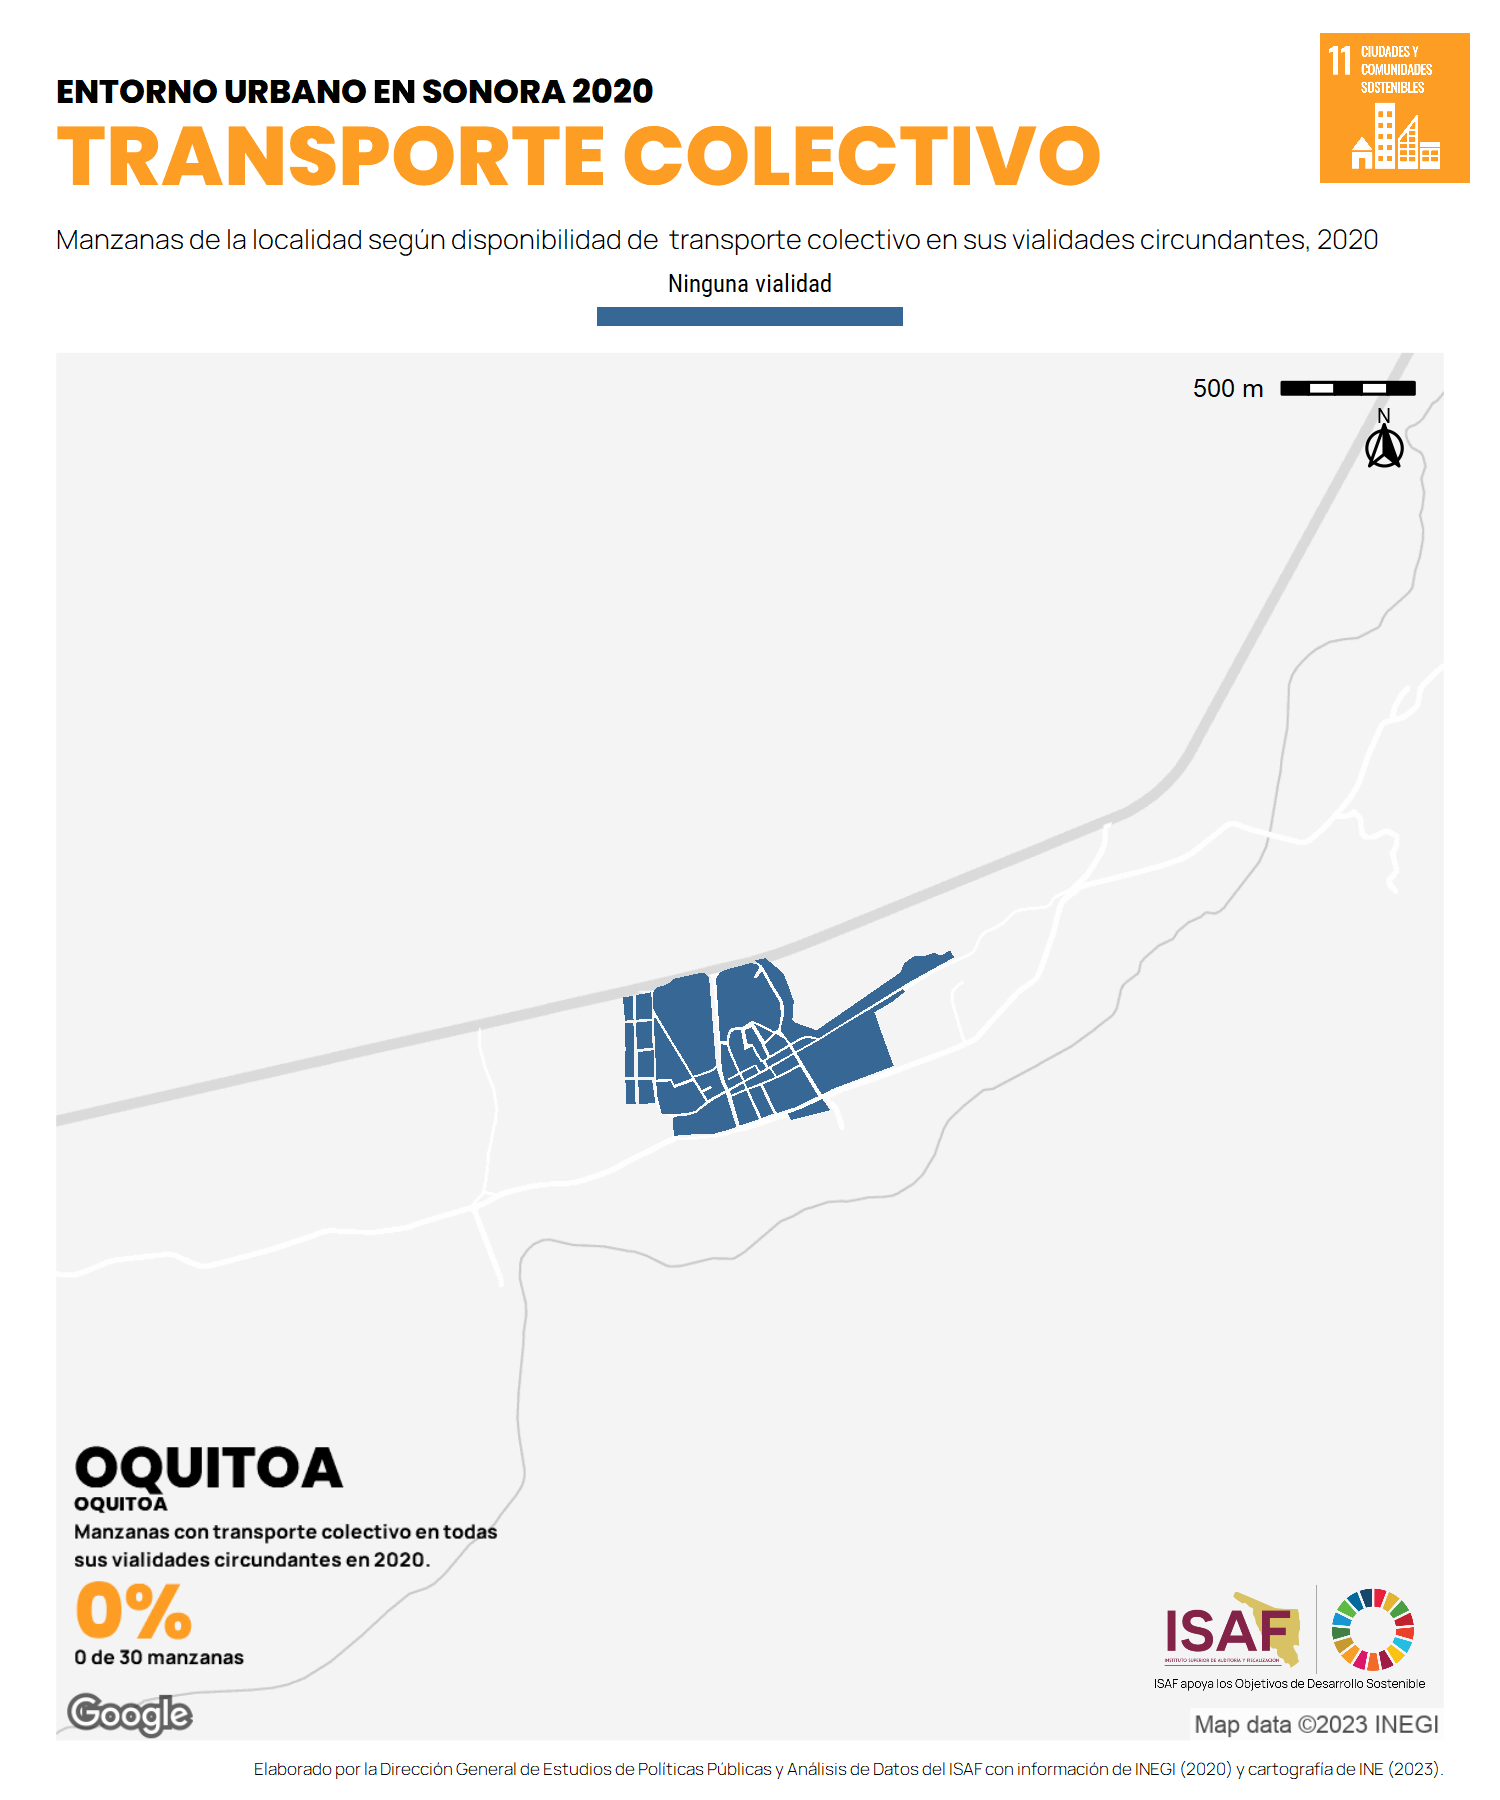 ENTORNO URBANO EN SONORA 2020
TRANSPORTE COLECTIVO
11 CIUDADES Y
COMUNIDADES
SOSTENIBLES
Manzanas de la localidad según disponibilidad de transporte colectivo en sus vialidades circundantes, 2020
Ninguna vialidad
500 m
N
OQUITOA
OQUITOA
Manzanas con transporte colectivo en todas
sus vialidades circundantes en 2020.
0%
0 de 30 manzanas
Google
ISAF
INSTITUTO SUPERIOR DE AUDITORÍA Y FISCALIZACIÓN
ISAF apoya los Objetivos de Desarrollo Sostenible
Map data ©2023 INEGI
Elaborado por la Dirección General de Estudios de Políticas Públicas y Análisis de Datos del ISAF con información de INEGI (2020) y cartografía de INE (2023).